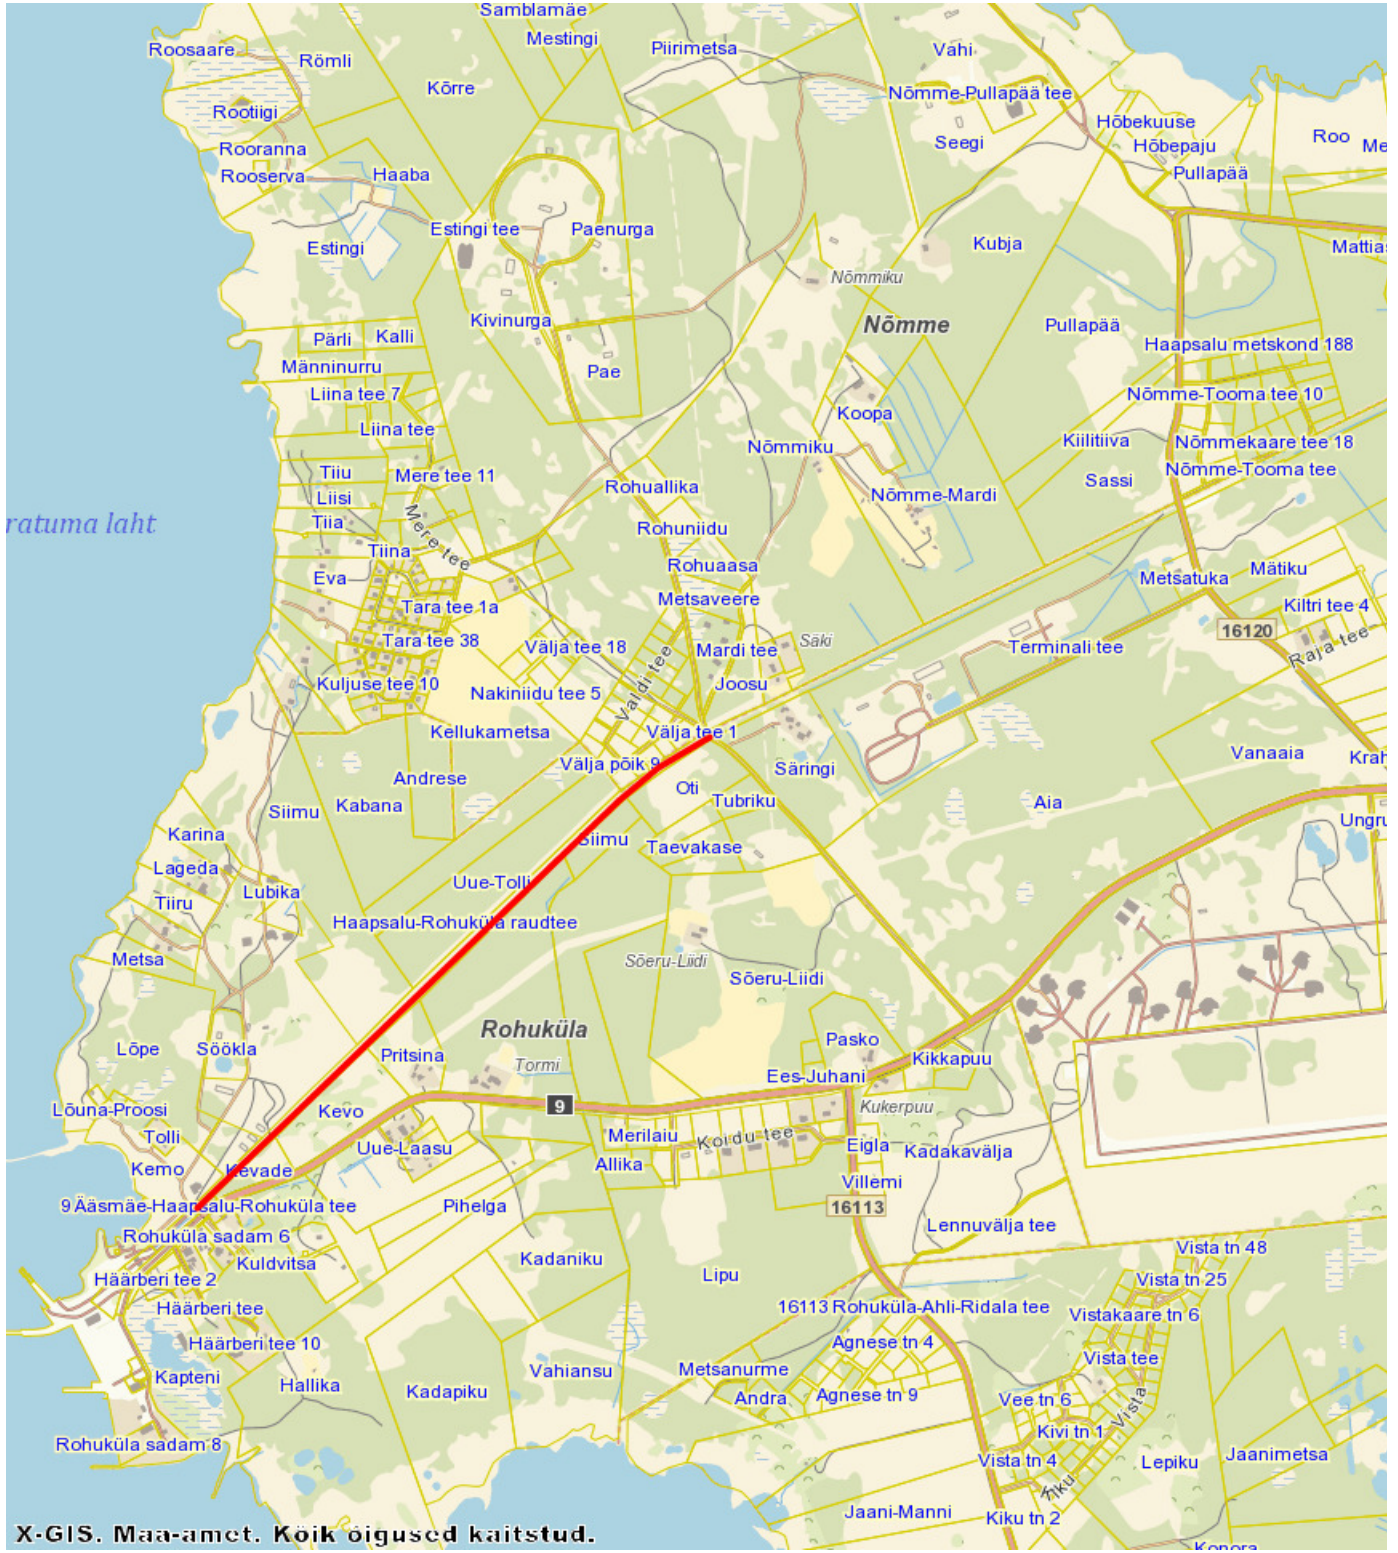 Samblamäe
Mestingi
Roosaare
Römli
Piirimetsa
Vahi
Kõrre
Nõmme-Pullapää tee
Rootiigi
Hõbekuuse
Roo
Rooranna
Seegi
Hõbepaju
Rooserva
Haaba
Pullapää
Estingi tee
Paenurga
Estingi
Kubja
Nõmmiku
Kivinurga
Nõmme
Pullapää
Pärli
Kalli
Haapsalu metskond 188
Männinurru
Pae
Liina tee 7
Nõmme-Tooma tee 10
Koopa
Liina tee
Kiilitiiva
Nõmmekaare tee 18
Nõmmiku
Tiiu
Mere tee 11
Nõmme-Tooma tee
Sassi
Rohuallika
Liisi
Nõmme-Mardi
Tiia
ratuma laht
Mere tee
Rohuniidu
Tiina
Rohuaasa
Mätiku
Eva
Metsatuka
Metsaveere
Tara tee 1a
Kiltri tee 4
16120
Tara tee 38
Välja tee 18
Mardi tee
Säki
Terminali tee
Raja tee
Kuljuse tee 10
Nakiniidu tee 5
Valdi tee
Joosu
Kellukametsa
Välja tee 1
Vanaaia
Välja põik 9
Säringi
Andrese
Oti
Tubriku
Aia
Siimu
Kabana
Karina
Siimu
Taevakase
Lageda
Lubika
Uue-Tolli
Tiiru
Haapsalu-Rohuküla raudtee
Metsa
Sõeru-Liidi
Sõeru-Liidi
Rohuküla
Pasko
Lõpe
Söökla
Pritsina
Tormi
Kikkapuu
Ees-Juhani
9
Lõuna-Proosi
Kevo
Kukerpuu
Tolli
Merilaiu
Koidu tee
Eigla
Uue-Laasu
Kadakavälja
Kemo
Kevade
Allika
Villemi
9 Ääsmäe-Haapsalu-Rohuküla tee
Pihelga
16113
Rohuküla sadam 6
Lennuvälja tee
Kuldvitsa
Kadaniku
Vista tn 48
Häärberi tee 2
Lipu
Vista tn 25
Häärberi tee
16113 Rohuküla-Ahli-Ridala tee
Vistakaare tn 6
Häärberi tee 10
Agnese tn 4
Vista tee
Kapteni
Hallika
Vahiansu
Metsanurme
Kadapiku
Andra
Agnese tn 9
Vee tn 6
Vista
Kivi tn 1
Rohuküla sadam 8
Vista tn 4
Lepiku
Jaanimetsa
Kiku
Jaani-Manni
Kiku tn 2
X-GIS. Maa-amet. Kõik õigused kaitstud.